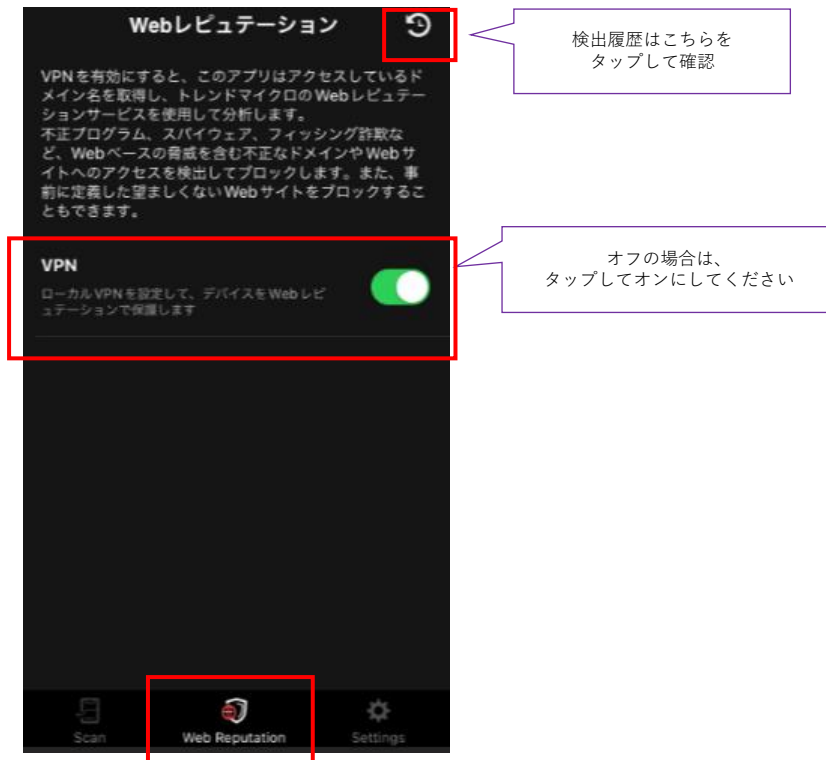 Webレピュテーション
検出履歴はこちらを
タップして確認
VPNを有効にすると、このアプリはアクセスしているド
メイン名を取得し、トレンドマイクロのWebレピュテー
ションサービスを使用して分析します。
不正プログラム、スパイウェア、フィッシング詐欺な
ど、Webベースの脅威を含む不正なドメインやWebサ
イトへのアクセスを検出してブロックします。また、事
前に定義した望ましくないWebサイトをブロックするこ
ともできます。
オフの場合は、
タップしてオンにしてください
VPN
ローカルVPNを設定して、デバイスをWebレピ
ュテーションで保護します
Scan
Web Reputation
Settings